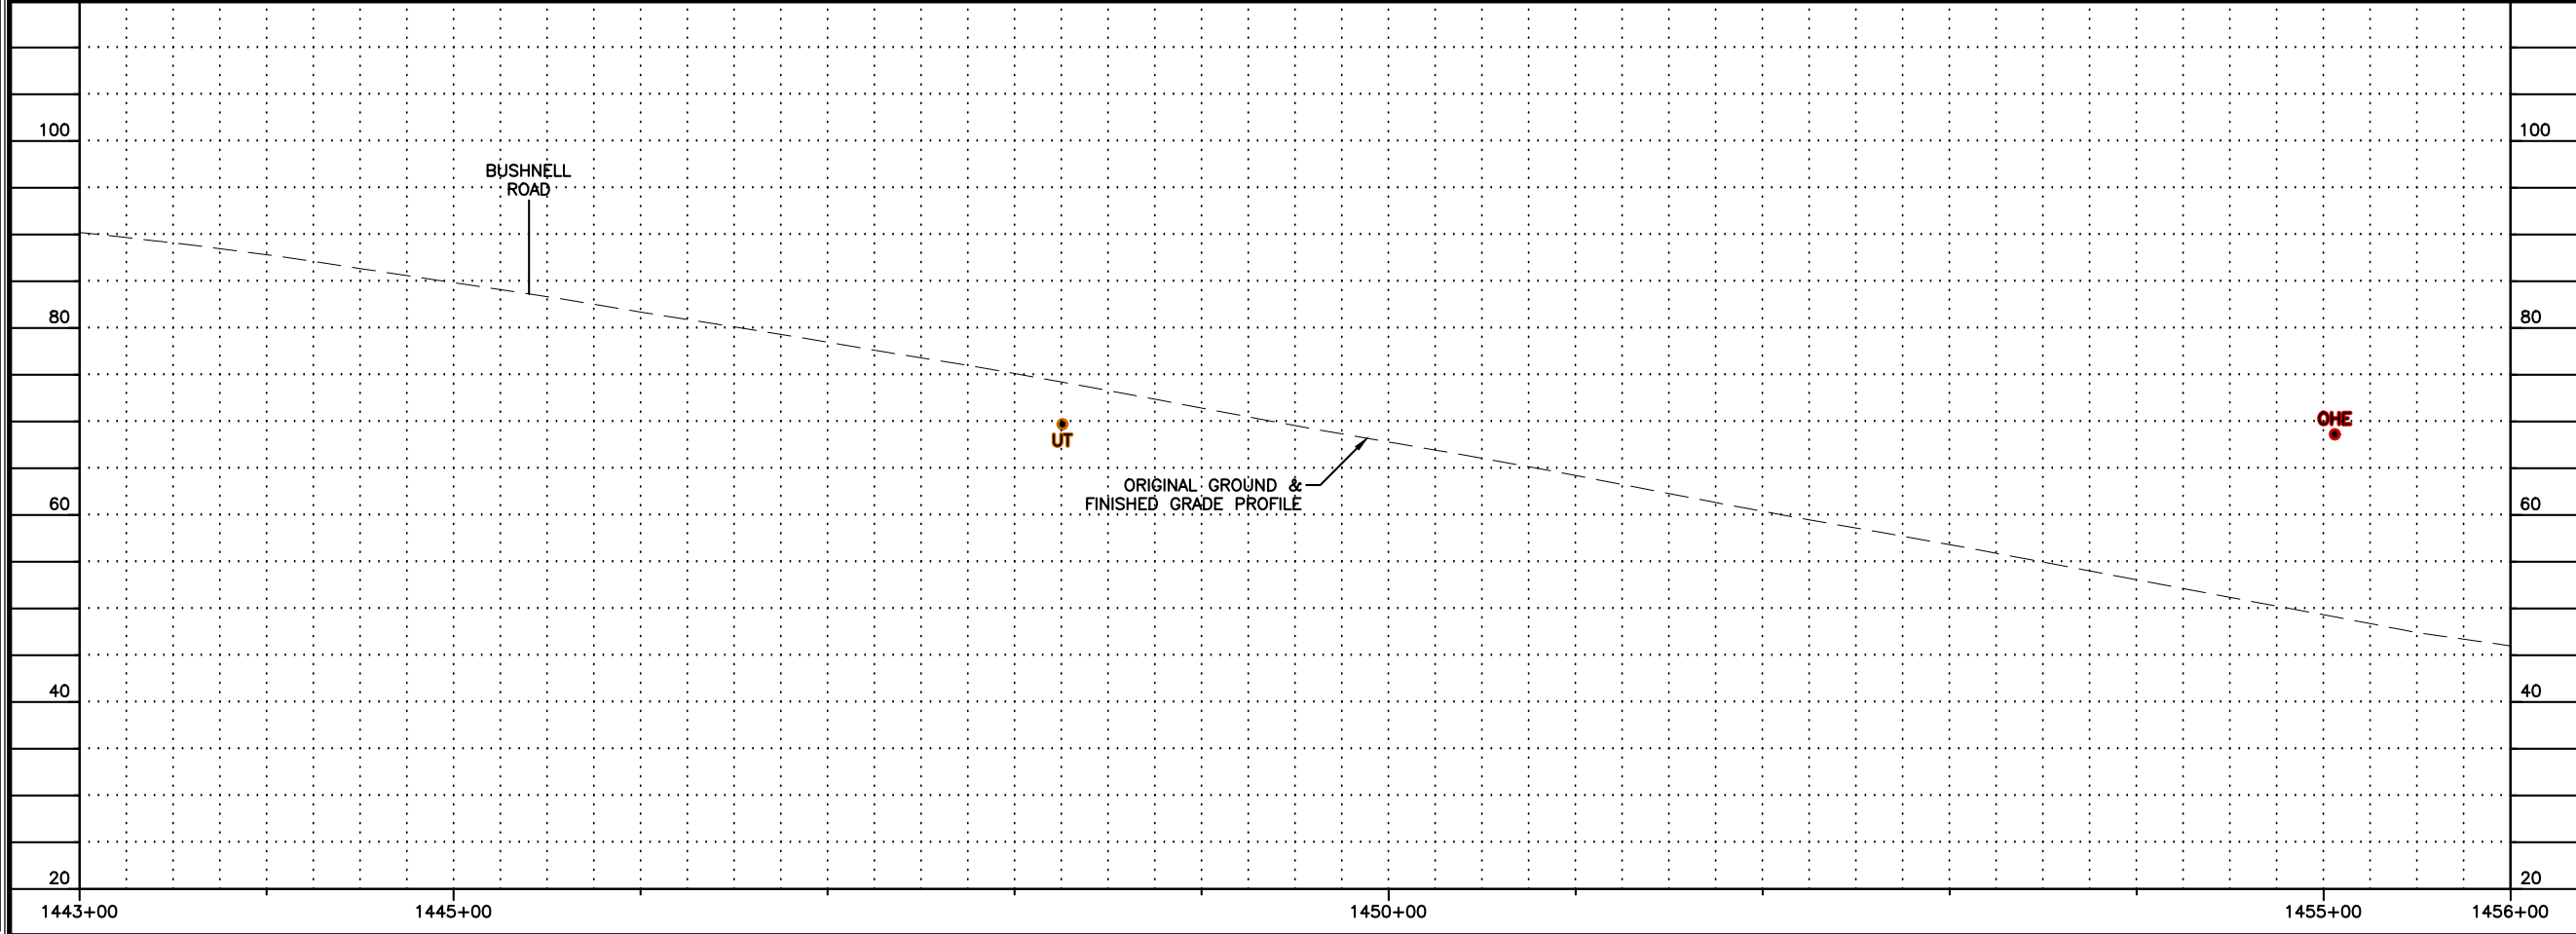 100
100
BUSHNELL
ROAD
80
80
OHE
UT
ORIGINAL GROUND &
FINISHED GRADE PROFILE
60
60
40
40
20
20
1443+00
1445+00
1450+00
1455+00
1456+00